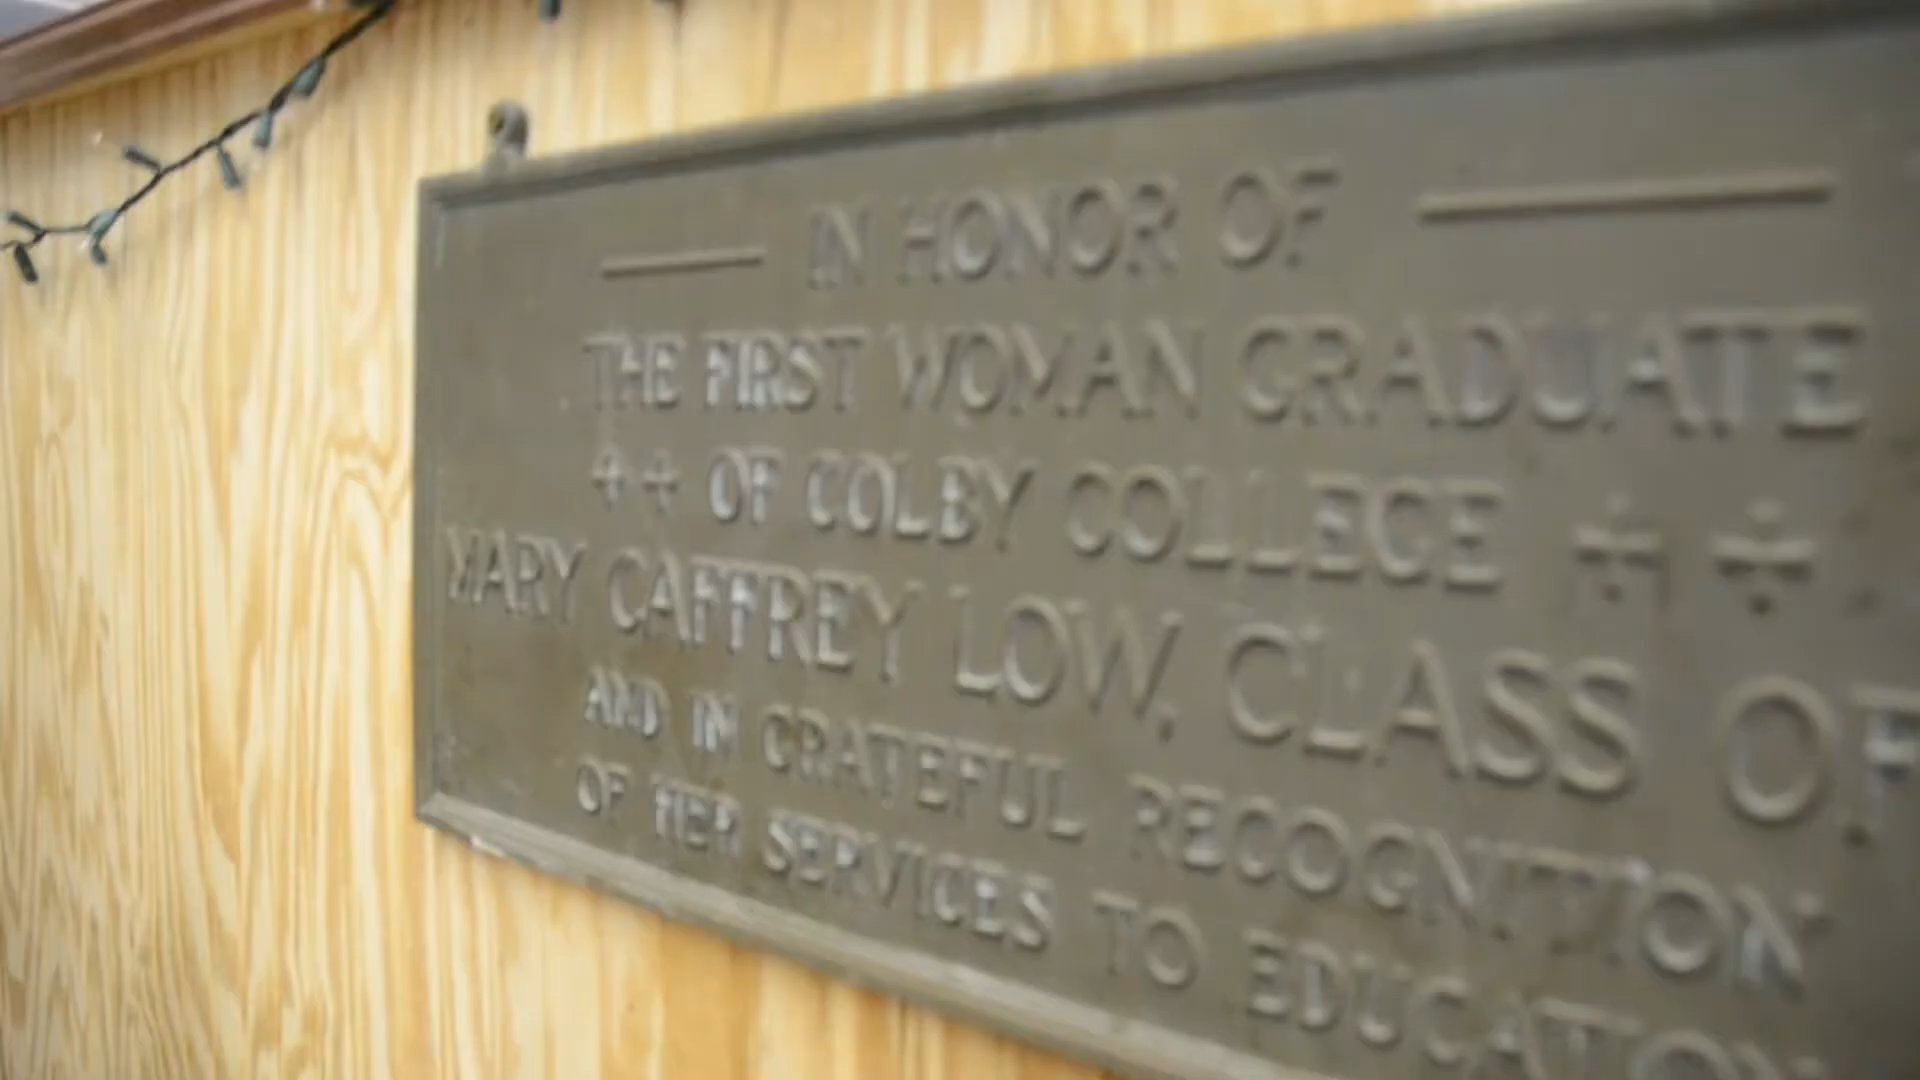 IN HONOR OF
THE FIRST WOMAN GRADUATE
OF COLBY COLLEGE
MARY CAFFREY LOW, CLASS OF
AND IN GRATEFUL RECOGNITION
OF HER SERVICES TO EDUCATION